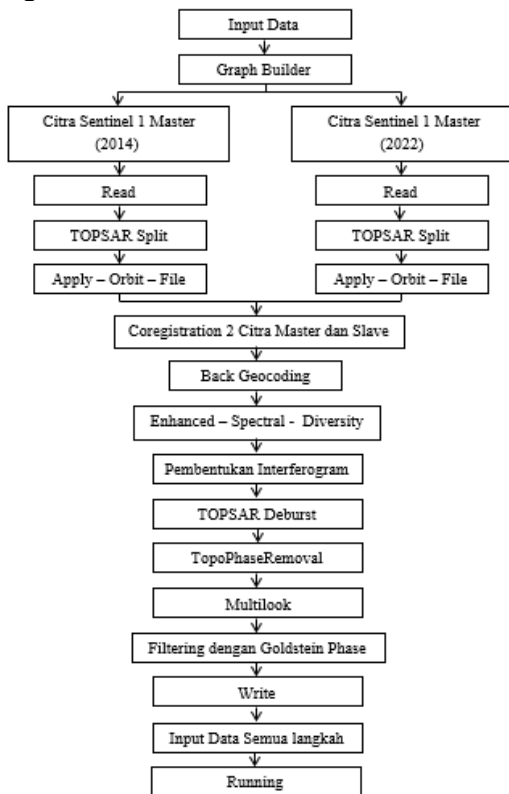 Input Data
Graph Builder
Citra Sentinel 1 Master
(2014)
Citra Sentinel 1 Master
(2022)
Read
Read
TOPSAR Split
TOPSAR Split
Apply – Orbit – File
Apply – Orbit – File
Coregistration 2 Citra Master dan Slave
Back Geocoding
Enhanced – Spectral - Diversity
Pembentukan Interferogram
TOPSAR Deburst
TopoPhaseRemoval
Multilook
Filtering dengan Goldstein Phase
Write
Input Data Semua langkah
Running